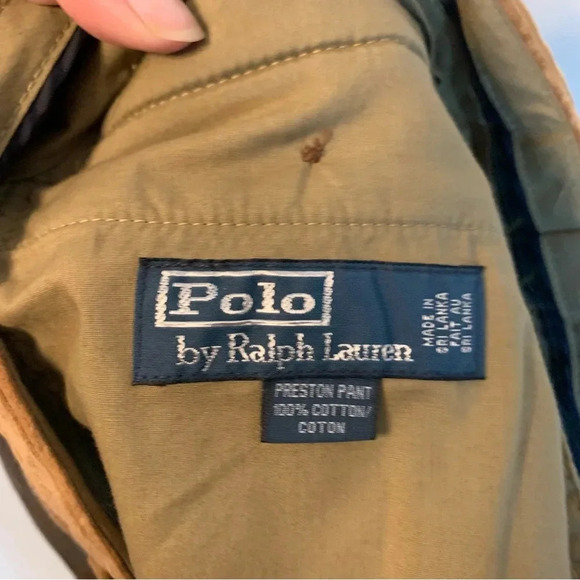 Polo
by Ralph Lauren
MADE IN
SRI LANKA
FAIT AU
SRI LANKA
PRESTON PANT
100% COTTON/
COTON